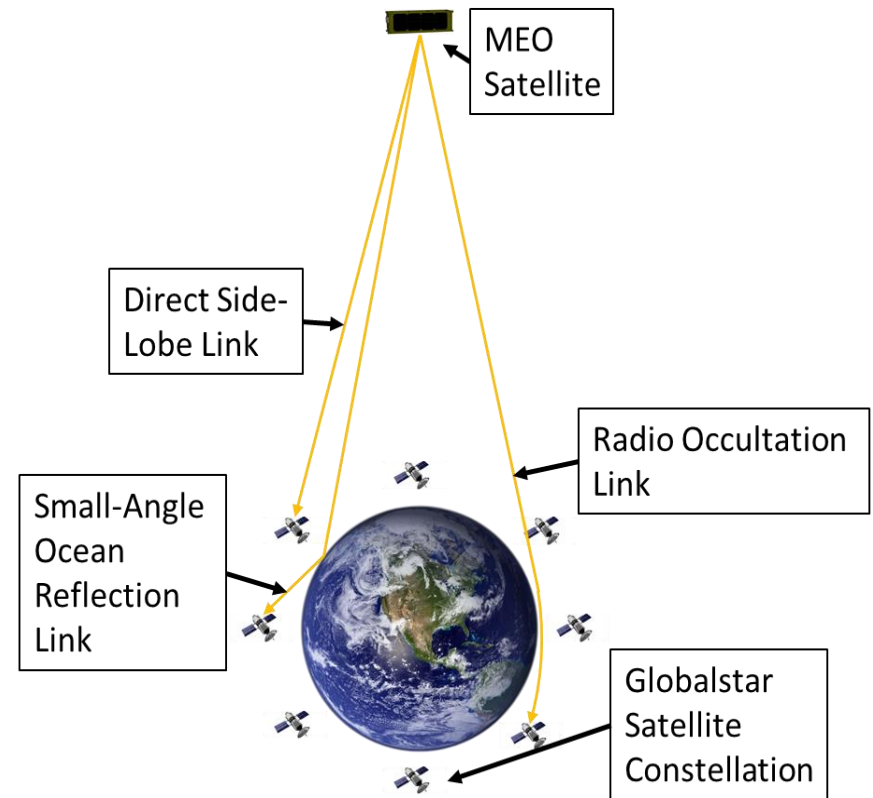 MEO
Satellite
Direct Side-
Lobe Link
Radio Occultation
Link
Small-Angle
Ocean
Reflection
Link
Globalstar
Satellite
Constellation